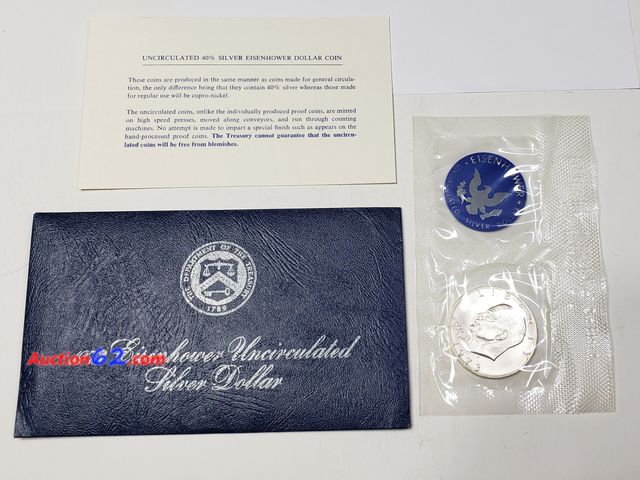 UNCIRCULATED 40% SILVER EISENHOWER DOLLAR COIN
These coins are produced in the same manner as coins made for general circula-
tion, the only difference being that they contain 40% silver whereas those made
for regular use will be cupro-nickel.
The uncirculated coins, unlike the individually produced proof coins, are minted
on high speed presses, moved along conveyors, and run through counting
machines. No attempt is made to impart a special finish such as appears on the
hand-processed proof coins. The Treasury cannot guarantee that the uncircu-
lated coins will be free from blemishes.
EISENHOWER
SILVER
THE DEPARTMENT OF THE TREASURY
1789
Eisenhower Uncirculated
Silver Dollar
Auction62.com